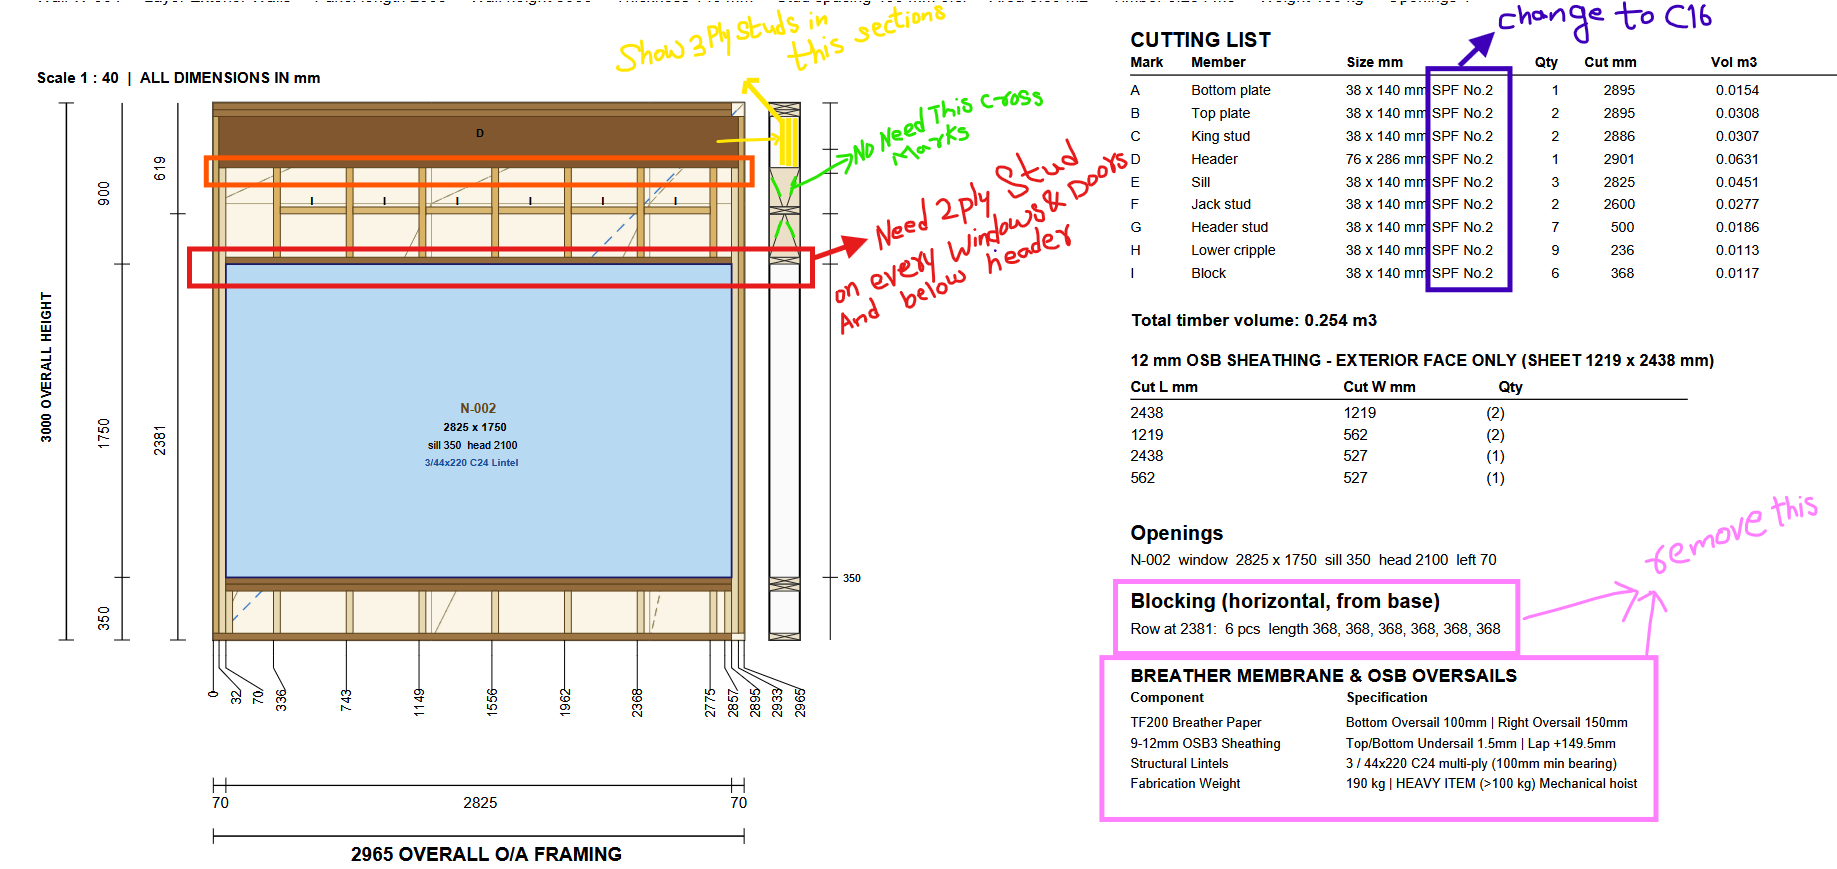 change to C16
Show 3 Ply Studs in
this sections
Scale 1 : 40 | ALL DIMENSIONS IN mm
No Need This Cross
Marks
Need 2ply Stud
on every Windows & Doors
And below header
D
I I I I I I
619
900
3000 OVERALL HEIGHT
1750
2381
350
350
N-002
2825 x 1750
sill 350 head 2100
3/44x220 C24 Lintel
0 32 70 336 743 1149 1556 1962 2368 2775 2857 2895 2933 2965
70 2825 70
2965 OVERALL O/A FRAMING
CUTTING LIST
Mark Member Size mm Qty Cut mm Vol m3
A Bottom plate 38 x 140 mm SPF No.2 1 2895 0.0154
B Top plate 38 x 140 mm SPF No.2 2 2895 0.0308
C King stud 38 x 140 mm SPF No.2 2 2886 0.0307
D Header 76 x 286 mm SPF No.2 1 2901 0.0631
E Sill 38 x 140 mm SPF No.2 3 2825 0.0451
F Jack stud 38 x 140 mm SPF No.2 2 2600 0.0277
G Header stud 38 x 140 mm SPF No.2 7 500 0.0186
H Lower cripple 38 x 140 mm SPF No.2 9 236 0.0113
I Block 38 x 140 mm SPF No.2 6 368 0.0117
Total timber volume: 0.254 m3
12 mm OSB SHEATHING - EXTERIOR FACE ONLY (SHEET 1219 x 2438 mm)
Cut L mm Cut W mm Qty
2438 1219 (2)
1219 562 (2)
2438 527 (1)
562 527 (1)
Openings
N-002 window 2825 x 1750 sill 350 head 2100 left 70
remove this
Blocking (horizontal, from base)
Row at 2381: 6 pcs length 368, 368, 368, 368, 368, 368
BREATHER MEMBRANE & OSB OVERSAILS
Component Specification
TF200 Breather Paper Bottom Oversail 100mm | Right Oversail 150mm
9-12mm OSB3 Sheathing Top/Bottom Undersail 1.5mm | Lap +149.5mm
Structural Lintels 3 / 44x220 C24 multi-ply (100mm min bearing)
Fabrication Weight 190 kg | HEAVY ITEM (>100 kg) Mechanical hoist